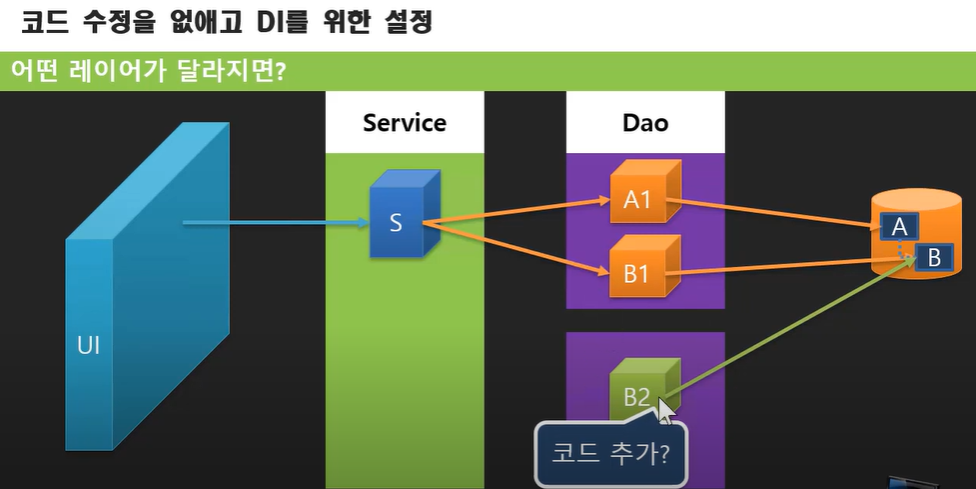 코드 수정을 없애고 DI를 위한 설정
어떤 레이어가 달라지면?
Service
Dao
A1
S
A
B1
B
UI
B2
코드 추가?